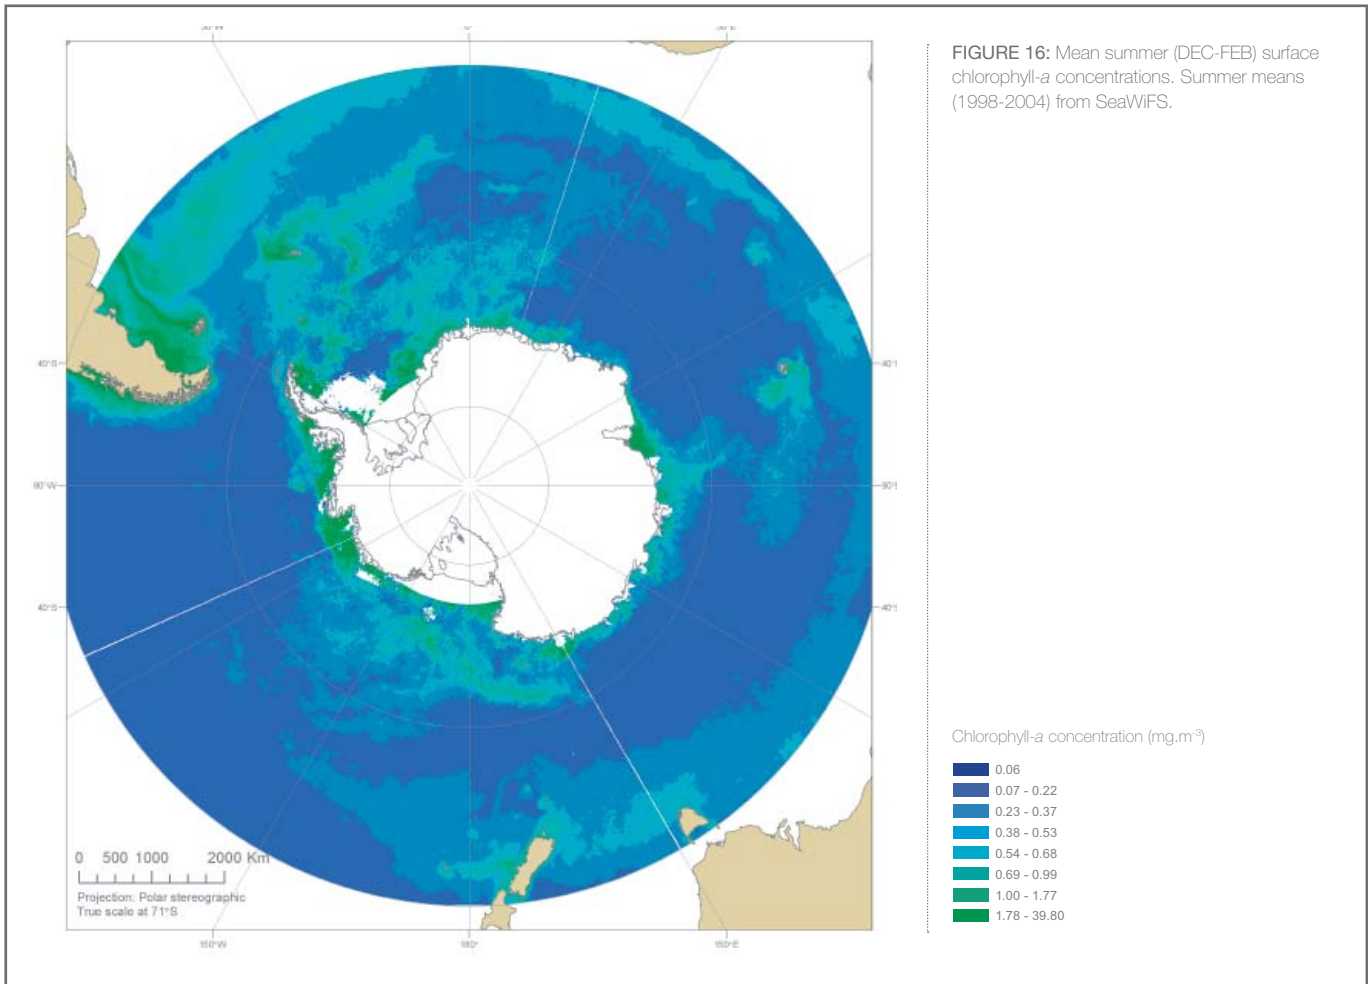 FIGURE 16: Mean summer (DEC-FEB) surface
chlorophyll-a concentrations. Summer means
(1998-2004) from SeaWiFS.
40°S
90°W
40°S
0 500 1000 2000 Km
Projection: Polar stereographic
True scale at 71°S
150°W
180°
150°E
Chlorophyll-a concentration (mg.m-3)
0.06
0.07 - 0.22
0.23 - 0.37
0.38 - 0.53
0.54 - 0.68
0.69 - 0.99
1.00 - 1.77
1.78 - 39.80